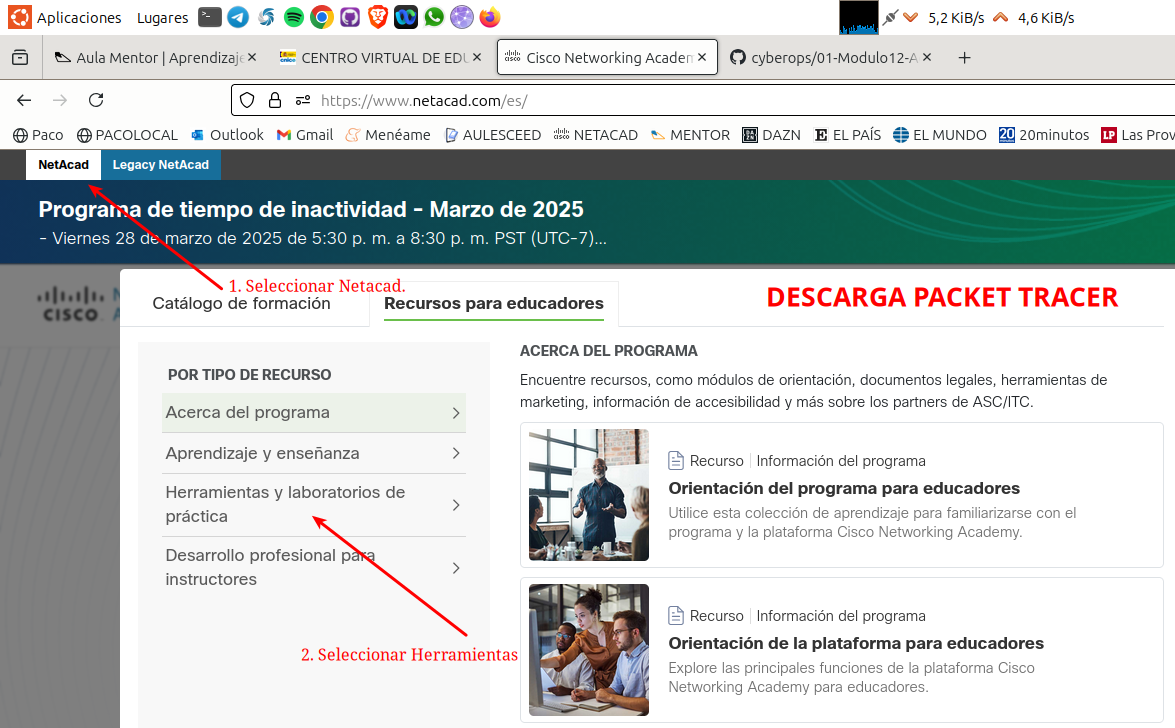 Aplicaciones Lugares 5,2 KiB/s 4,6 KiB/s
Aula Mentor | Aprendizaje CENTRO VIRTUAL DE EDU Cisco Networking Academ cyberops/01-Modulo12-A
https://www.netacad.com/es/
Paco PACOLOCAL Outlook Gmail Menéame AULESCEED NETACAD MENTOR DAZN EL PAÍS EL MUNDO 20minutos Las Prov
NetAcad Legacy NetAcad
Programa de tiempo de inactividad - Marzo de 2025
- Viernes 28 de marzo de 2025 de 5:30 p. m. a 8:30 p. m. PST (UTC-7)...
1. Seleccionar Netacad.
CISCO
Catálogo de formación Recursos para educadores DESCARGA PACKET TRACER
POR TIPO DE RECURSO
Acerca del programa
Aprendizaje y enseñanza
Herramientas y laboratorios de
práctica
Desarrollo profesional para
instructores
2. Seleccionar Herramientas
ACERCA DEL PROGRAMA
Encuentre recursos, como módulos de orientación, documentos legales, herramientas de
marketing, información de accesibilidad y más sobre los partners de ASC/ITC.
Recurso Información del programa
Orientación del programa para educadores
Utilice esta colección de aprendizaje para familiarizarse con el
programa y la plataforma Cisco Networking Academy.
Recurso Información del programa
Orientación de la plataforma para educadores
Explore las principales funciones de la plataforma Cisco
Networking Academy para educadores.